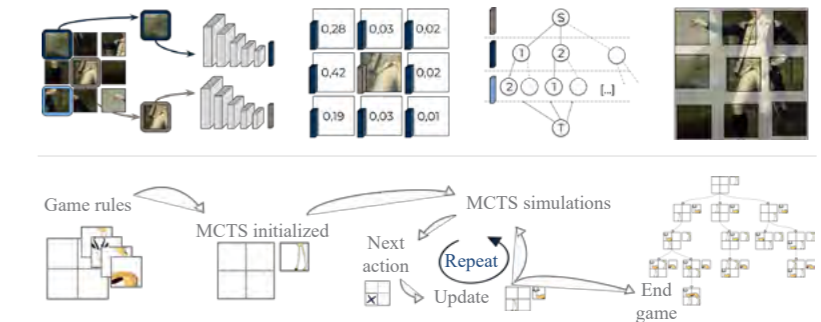 0,28 0,03 0,02
0,42 0,02
0,19 0,03 0,01
S
1 2
2 1 [...]
T
Game rules
MCTS initialized
MCTS simulations
Next
action
Repeat
Update
End
game